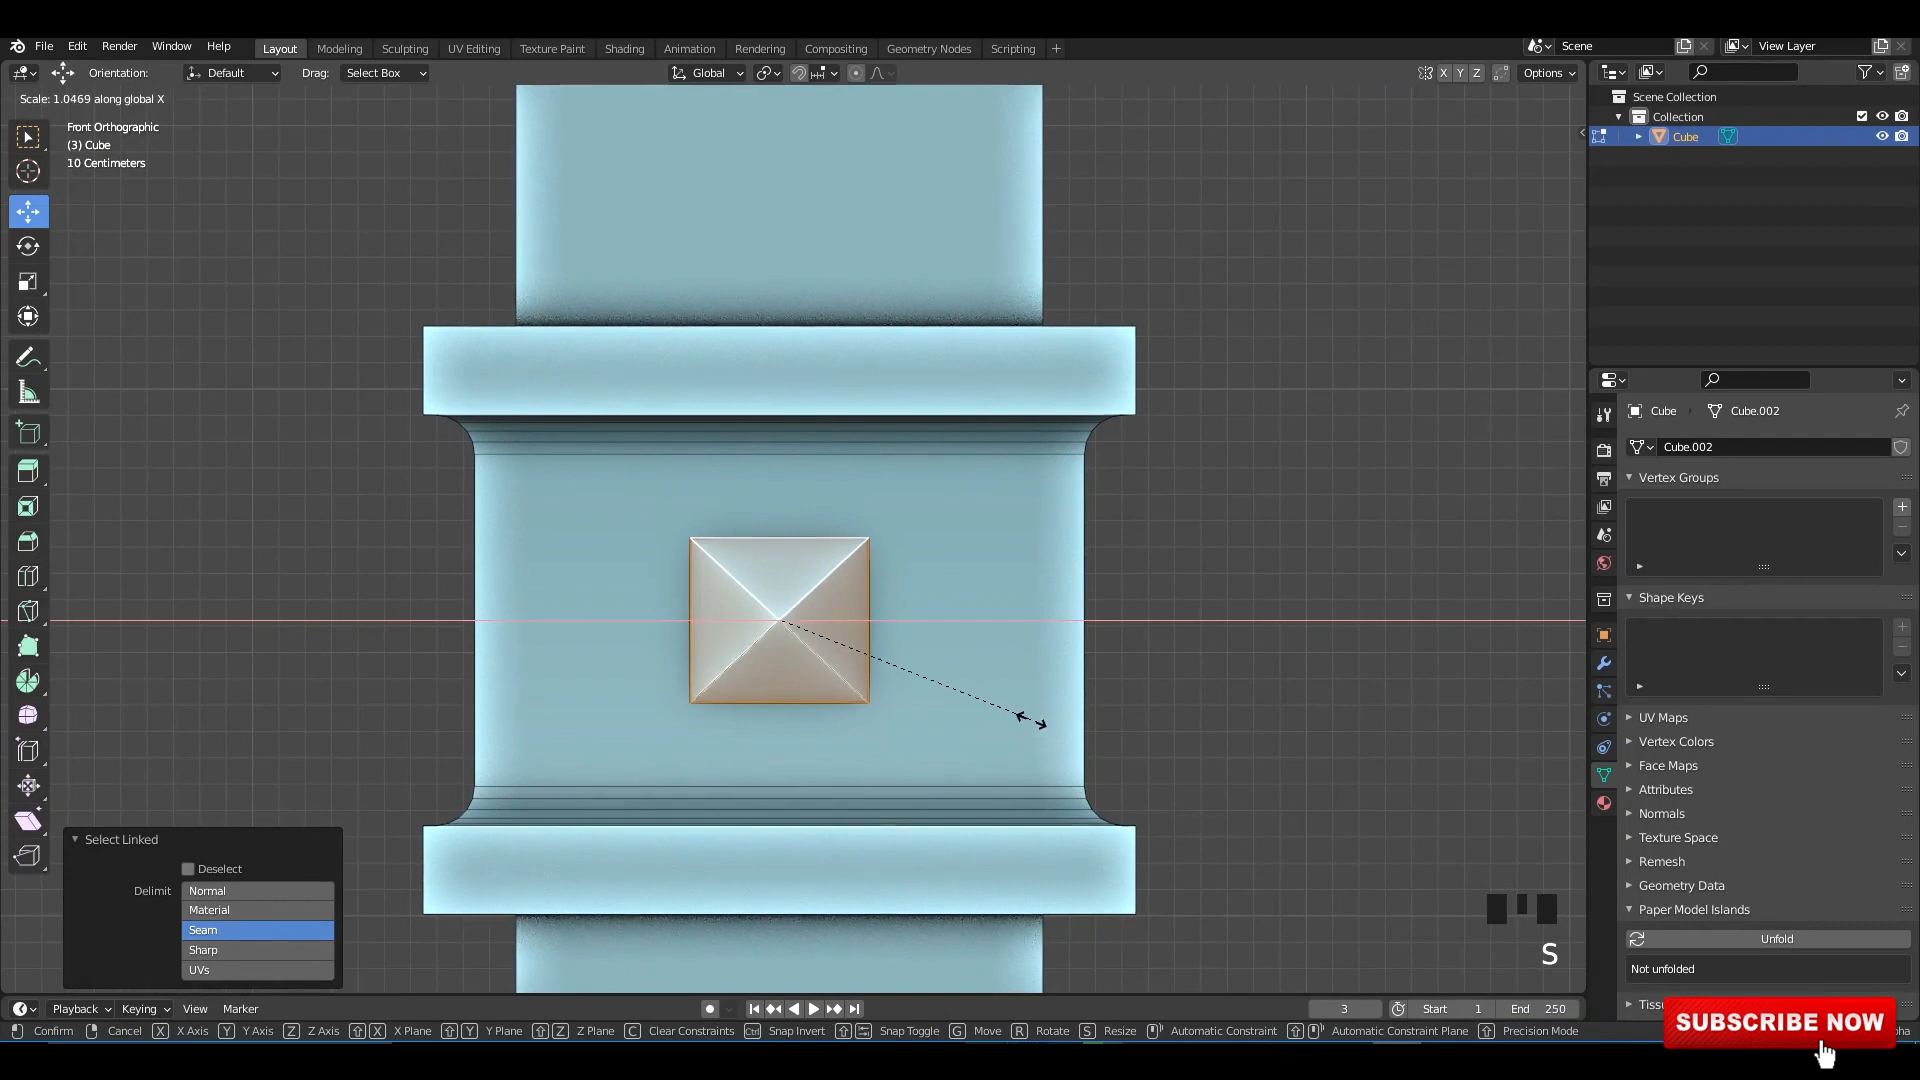 File Edit Render Window Help Layout Modeling Sculpting UV Editing Texture Paint Shading Animation Rendering Compositing Geometry Nodes Scripting + Scene View Layer
Orientation: Default Drag: Select Box Global X Y Z Options
Scale: 1.0469 along global X
Front Orthographic
(3) Cube
10 Centimeters
Scene Collection
Collection
Cube
Cube Cube.002
Cube.002
Vertex Groups
Shape Keys
UV Maps
Vertex Colors
Face Maps
Attributes
Normals
Texture Space
Remesh
Geometry Data
Paper Model Islands
Unfold
Not unfolded
Select Linked
Deselect
Delimit Normal
Material
Seam
Sharp
UVs
S
Playback Keying View Marker 3 Start 1 End 250
Confirm Cancel X X Axis Y Y Axis Z Z Axis X X Plane Y Y Plane Z Z Plane C Clear Constraints Ctrl Snap Invert Snap Toggle G Move R Rotate S Resize Automatic Constraint Automatic Constraint Plane Precision Mode
SUBSCRIBE NOW